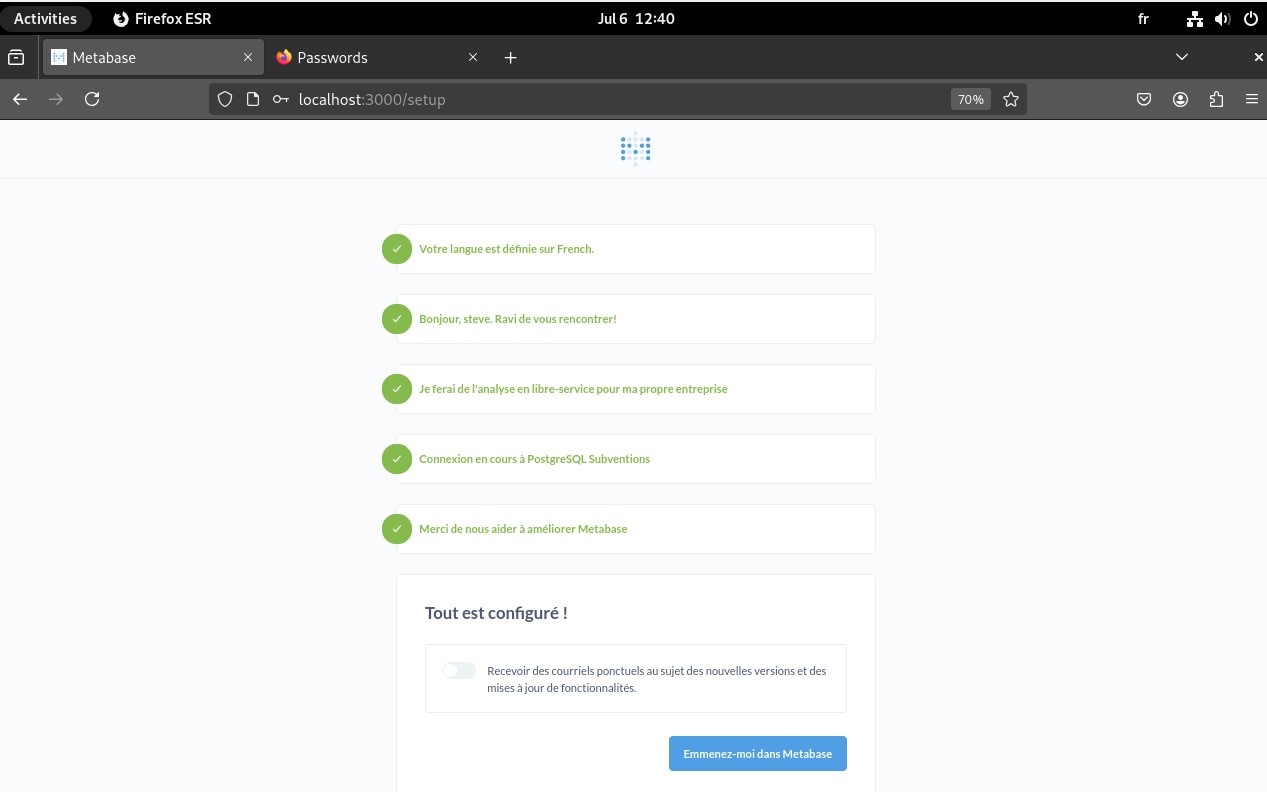 Activities
Firefox ESR
Jul 6 12:40
fr
Metabase
Passwords
localhost:3000/setup
70%
Votre langue est définie sur French.
Bonjour, steve. Ravi de vous rencontrer!
Je ferai de l'analyse en libre-service pour ma propre entreprise
Connexion en cours à PostgreSQL Subventions
Merci de nous aider à améliorer Metabase
Tout est configuré !
Recevoir des courriels ponctuels au sujet des nouvelles versions et des
mises à jour de fonctionnalités.
Emmenez-moi dans Metabase